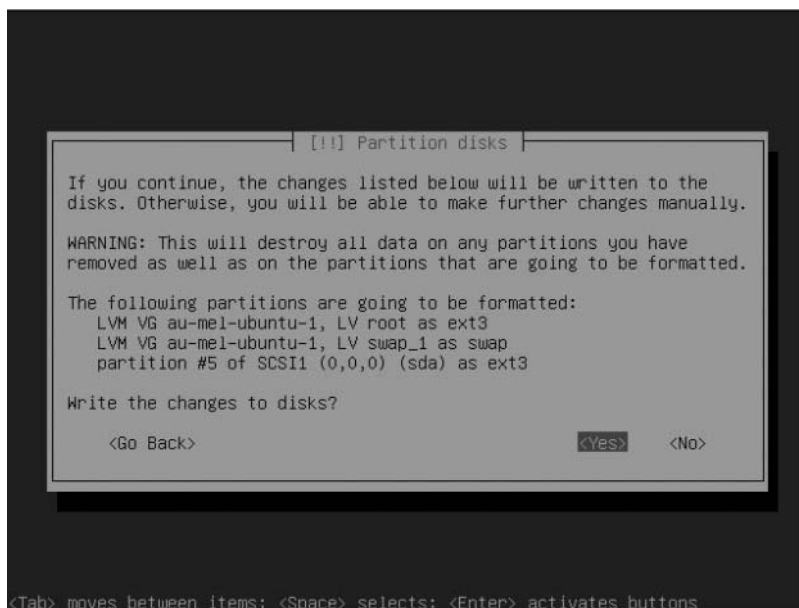 [!!] Partition disks
If you continue, the changes listed below will be written to the
disks. Otherwise, you will be able to make further changes manually.
WARNING: This will destroy all data on any partitions you have
removed as well as on the partitions that are going to be formatted.
The following partitions are going to be formatted:
LVM VG au-mel-ubuntu-1, LV root as ext3
LVM VG au-mel-ubuntu-1, LV swap_1 as swap
partition #5 of SCSI1 (0,0,0) (sda) as ext3
Write the changes to disks?
<Go Back> <Yes> <No>
<Tab> moves between items; <Space> selects; <Enter> activates buttons